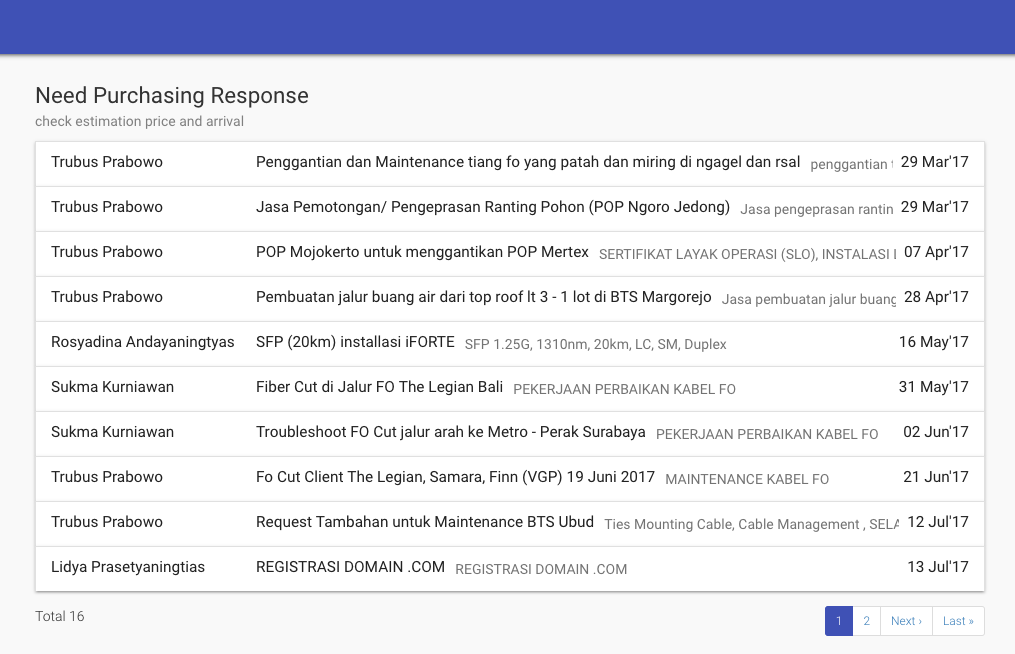 Need Purchasing Response
check estimation price and arrival
Trubus Prabowo Penggantian dan Maintenance tiang fo yang patah dan miring di ngagel dan rsal penggantian 29 Mar'17
Trubus Prabowo Jasa Pemotongan/ Pengeprasan Ranting Pohon (POP Ngoro Jedong) Jasa pengeprasan rantin 29 Mar'17
Trubus Prabowo POP Mojokerto untuk menggantikan POP Mertex SERTIFIKAT LAYAK OPERASI (SLO), INSTALASI 07 Apr'17
Trubus Prabowo Pembuatan jalur buang air dari top roof lt 3 - 1 lot di BTS Margorejo Jasa pembuatan jalur buang 28 Apr'17
Rosyadina Andayaningtyas SFP (20km) installasi iFORTE SFP 1.25G, 1310nm, 20km, LC, SM, Duplex 16 May'17
Sukma Kurniawan Fiber Cut di Jalur FO The Legian Bali PEKERJAAN PERBAIKAN KABEL FO 31 May'17
Sukma Kurniawan Troubleshoot FO Cut jalur arah ke Metro - Perak Surabaya PEKERJAAN PERBAIKAN KABEL FO 02 Jun'17
Trubus Prabowo Fo Cut Client The Legian, Samara, Finn (VGP) 19 Juni 2017 MAINTENANCE KABEL FO 21 Jun'17
Trubus Prabowo Request Tambahan untuk Maintenance BTS Ubud Ties Mounting Cable, Cable Management , SELA 12 Jul'17
Lidya Prasetyaningtias REGISTRASI DOMAIN .COM REGISTRASI DOMAIN .COM 13 Jul'17
Total 16 1 2 Next › Last »